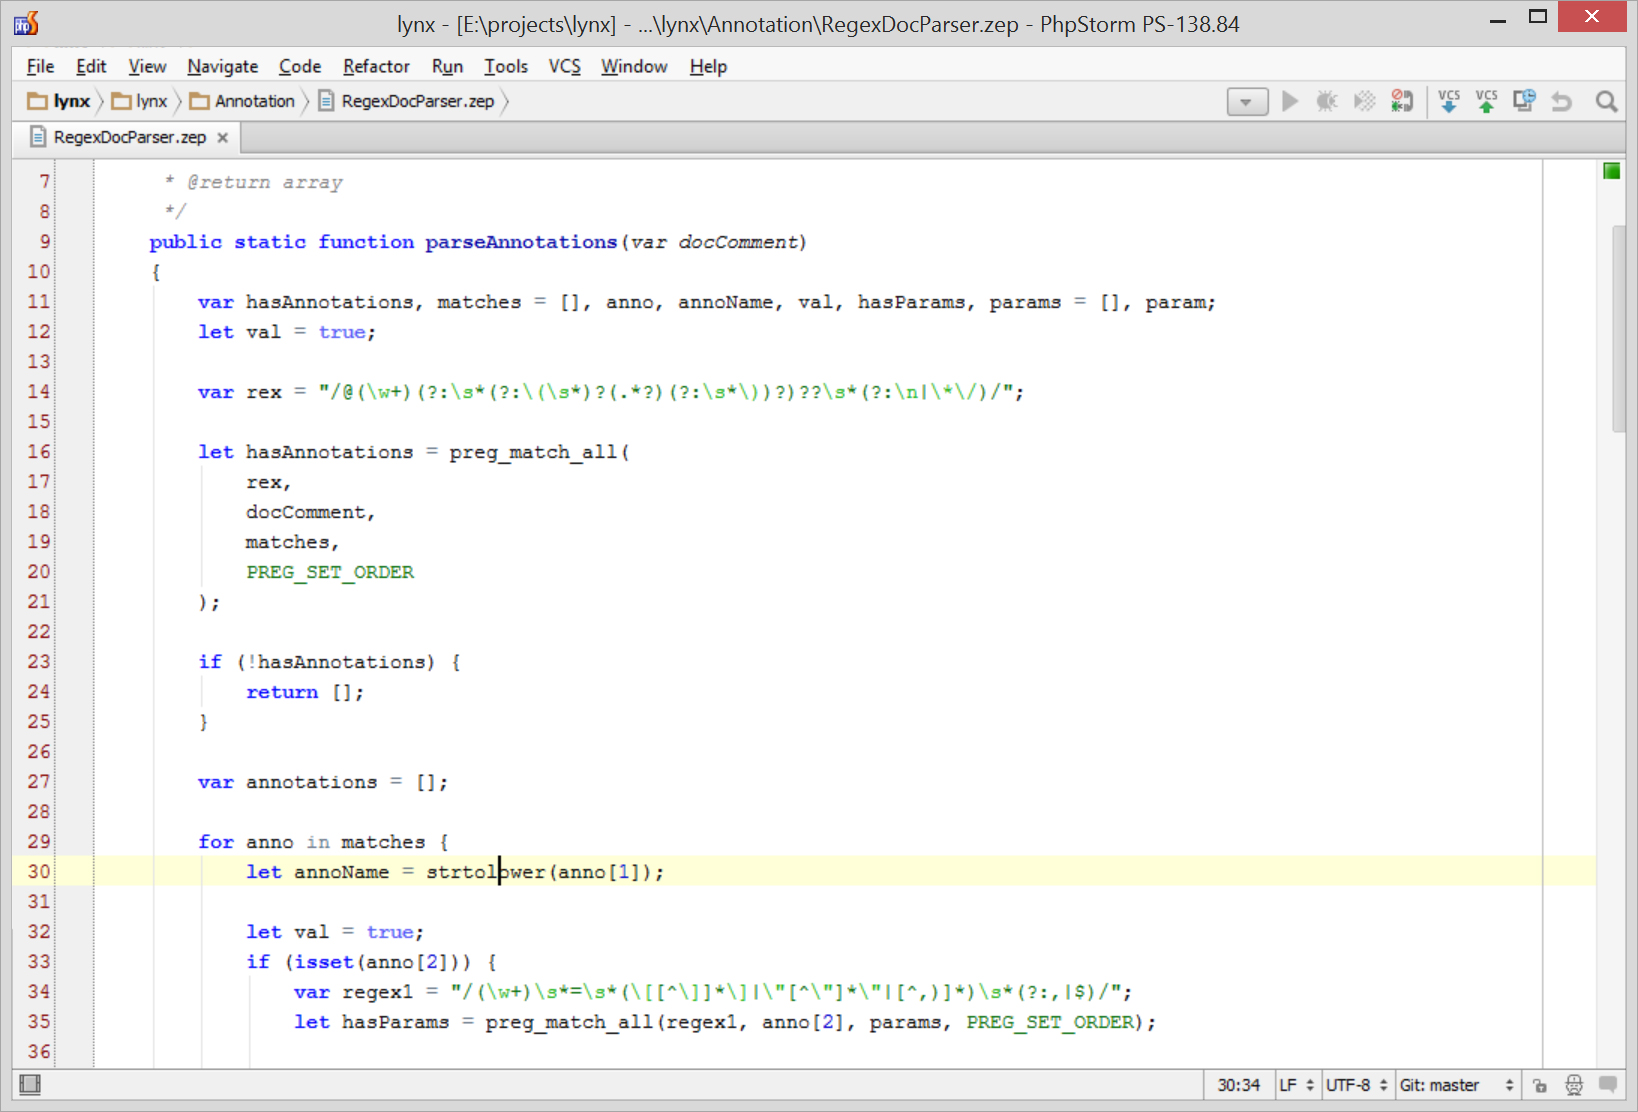 lynx - [E:\projects\lynx] - ...\lynx\Annotation\RegexDocParser.zep - PhpStorm PS-138.84
File Edit View Navigate Code Refactor Run Tools VCS Window Help
lynx lynx Annotation RegexDocParser.zep VCS VCS
RegexDocParser.zep
7 * @return array
8 */
9 public static function parseAnnotations(var docComment)
10 {
11 var hasAnnotations, matches = [], anno, annoName, val, hasParams, params = [], param;
12 let val = true;
13
14 var rex = "/@(\w+)(?:\s*(?:\(\s*)?(.*?)(?:\s*\))?)??\s*(?:\n|\*\/)/";
15
16 let hasAnnotations = preg_match_all(
17 rex,
18 docComment,
19 matches,
20 PREG_SET_ORDER
21 );
22
23 if (!hasAnnotations) {
24 return [];
25 }
26
27 var annotations = [];
28
29 for anno in matches {
30 let annoName = strtolower(anno[1]);
31
32 let val = true;
33 if (isset(anno[2])) {
34 var regex1 = "/(\w+)\s*=\s*(\[[^\]]*\]|\"[^\"]*\"|[^,)]*)\s*(?:,|$)/";
35 let hasParams = preg_match_all(regex1, anno[2], params, PREG_SET_ORDER);
36
30:34 LF UTF-8 Git: master